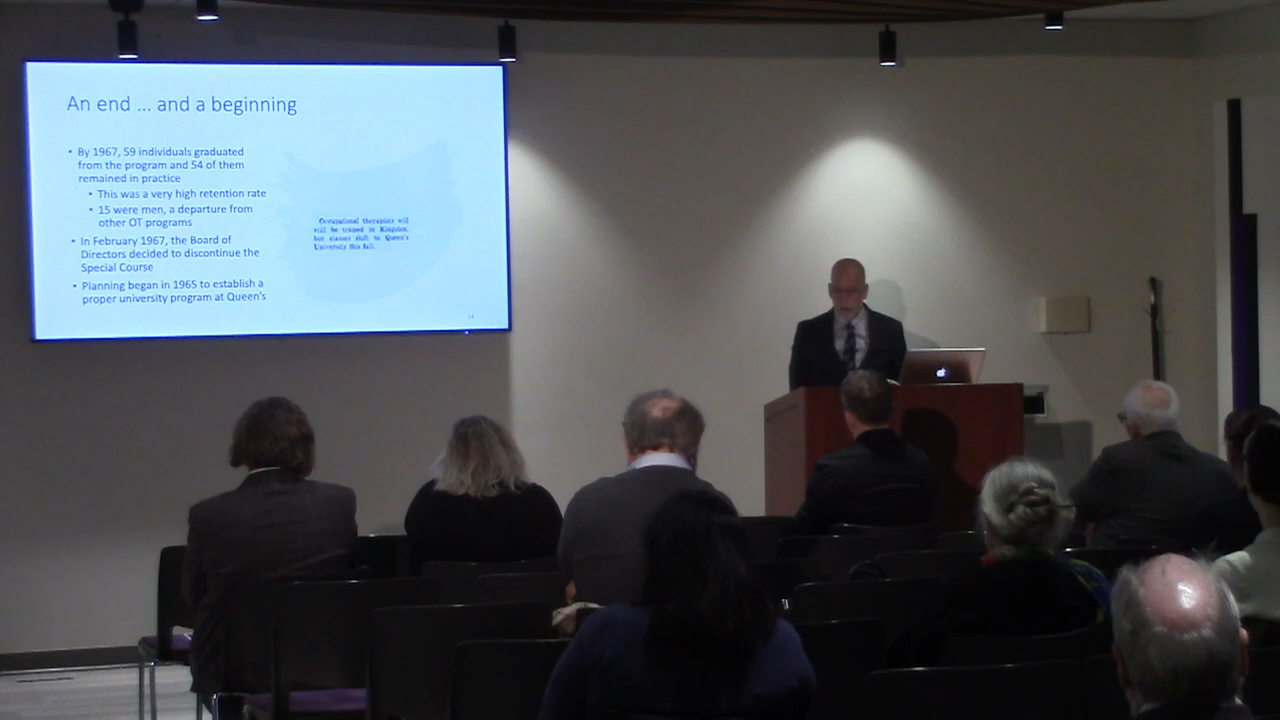 An end ... and a beginning
• By 1967, 59 individuals graduated
from the program and 54 of them
remained in practice
• This was a very high retention rate
• 15 were men, a departure from
other OT programs
• In February 1967, the Board of
Directors decided to discontinue the
Special Course
• Planning began in 1965 to establish a
proper university program at Queen's
Occupational therapists will
still be trained in Kingston,
but classes shift to Queen's
University this fall.